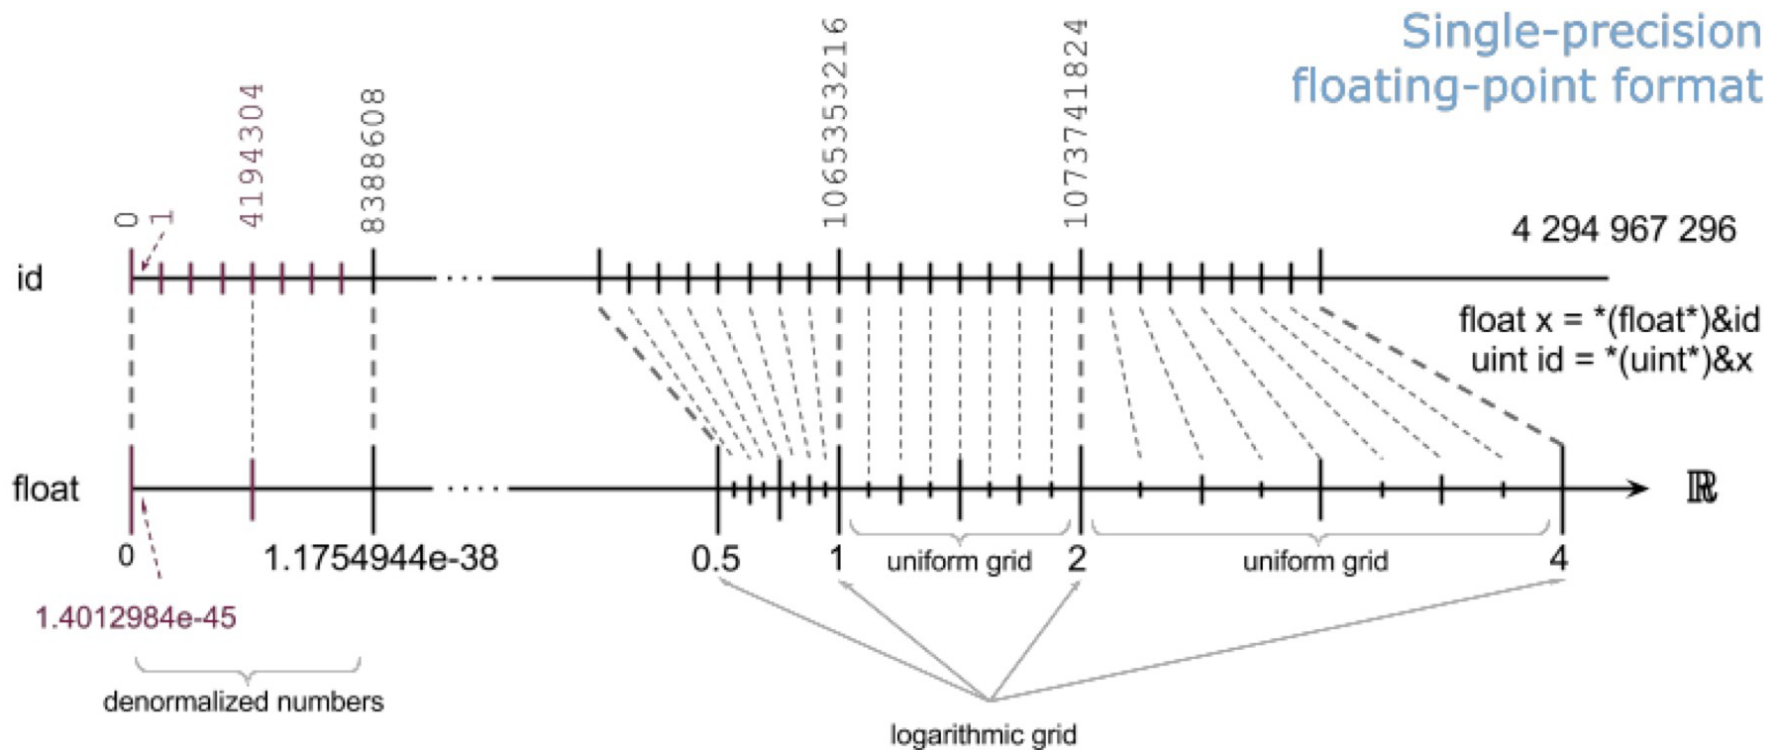 Single-precision
floating-point format
0
1
4194304
8388608
1065353216
1073741824
4 294 967 296
id
....
float x = *(float*)&id
uint id = *(uint*)&x
float
....
ℝ
0
1.1754944e-38
0.5
1
uniform grid
2
uniform grid
4
1.4012984e-45
denormalized numbers
logarithmic grid